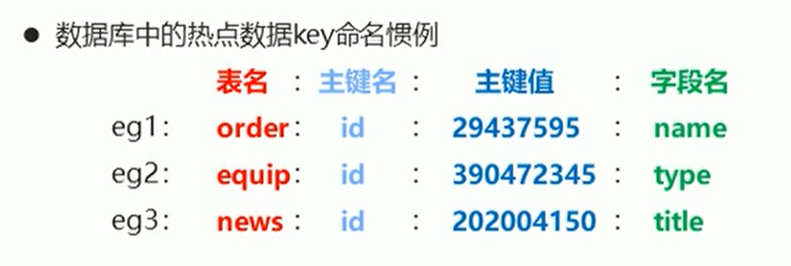 ● 数据库中的热点数据key命名惯例
表名 : 主键名 : 主键值 : 字段名
eg1: order: id : 29437595 : name
eg2: equip: id : 390472345 : type
eg3: news : id : 202004150 : title